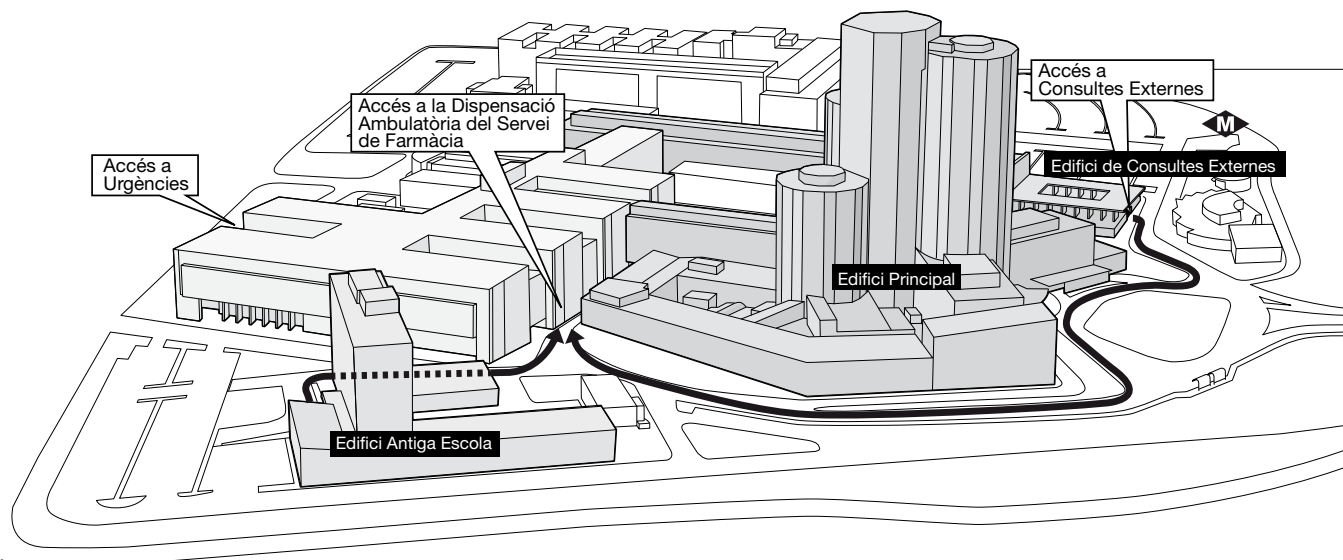 Accés a
Consultes Externes
Accés a la Dispensació
Ambulatòria del Servei
de Farmàcia
M
Accés a
Urgències
Edifici de Consultes Externes
Edifici Principal
Edifici Antiga Escola